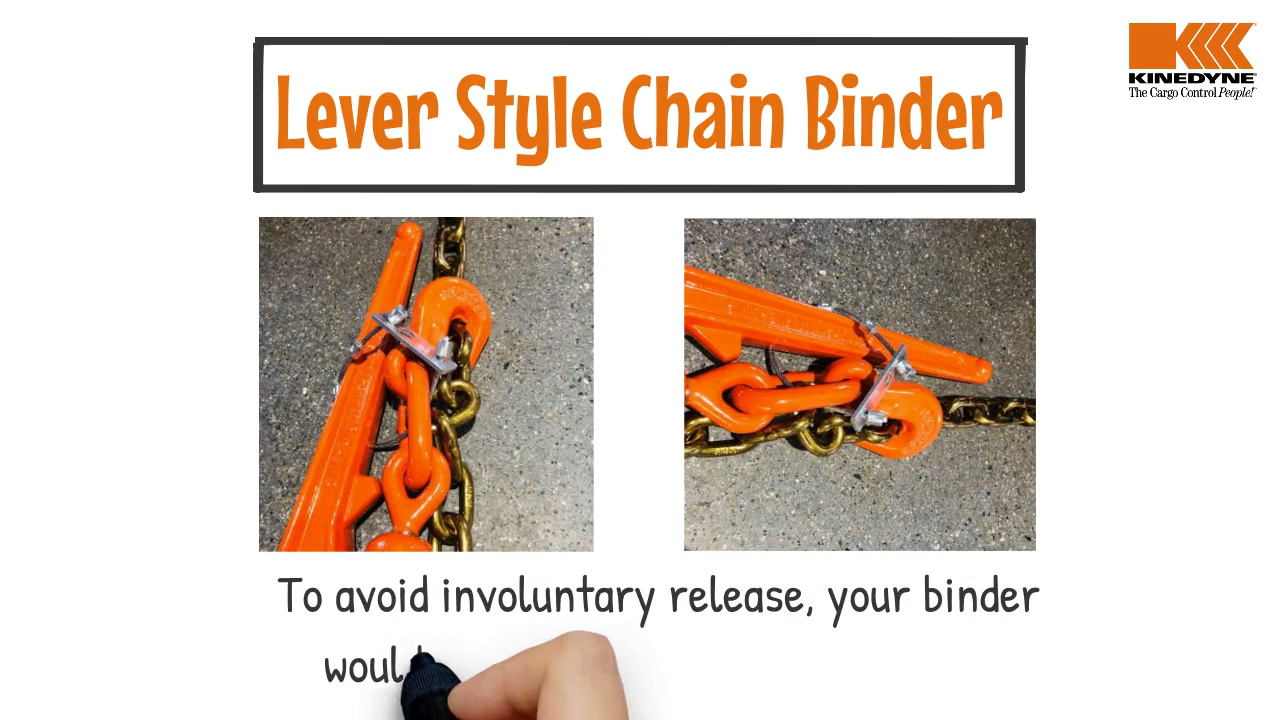 Lever Style Chain Binder
KINEDYNE
The Cargo Control People!
To avoid involuntary release, your binder